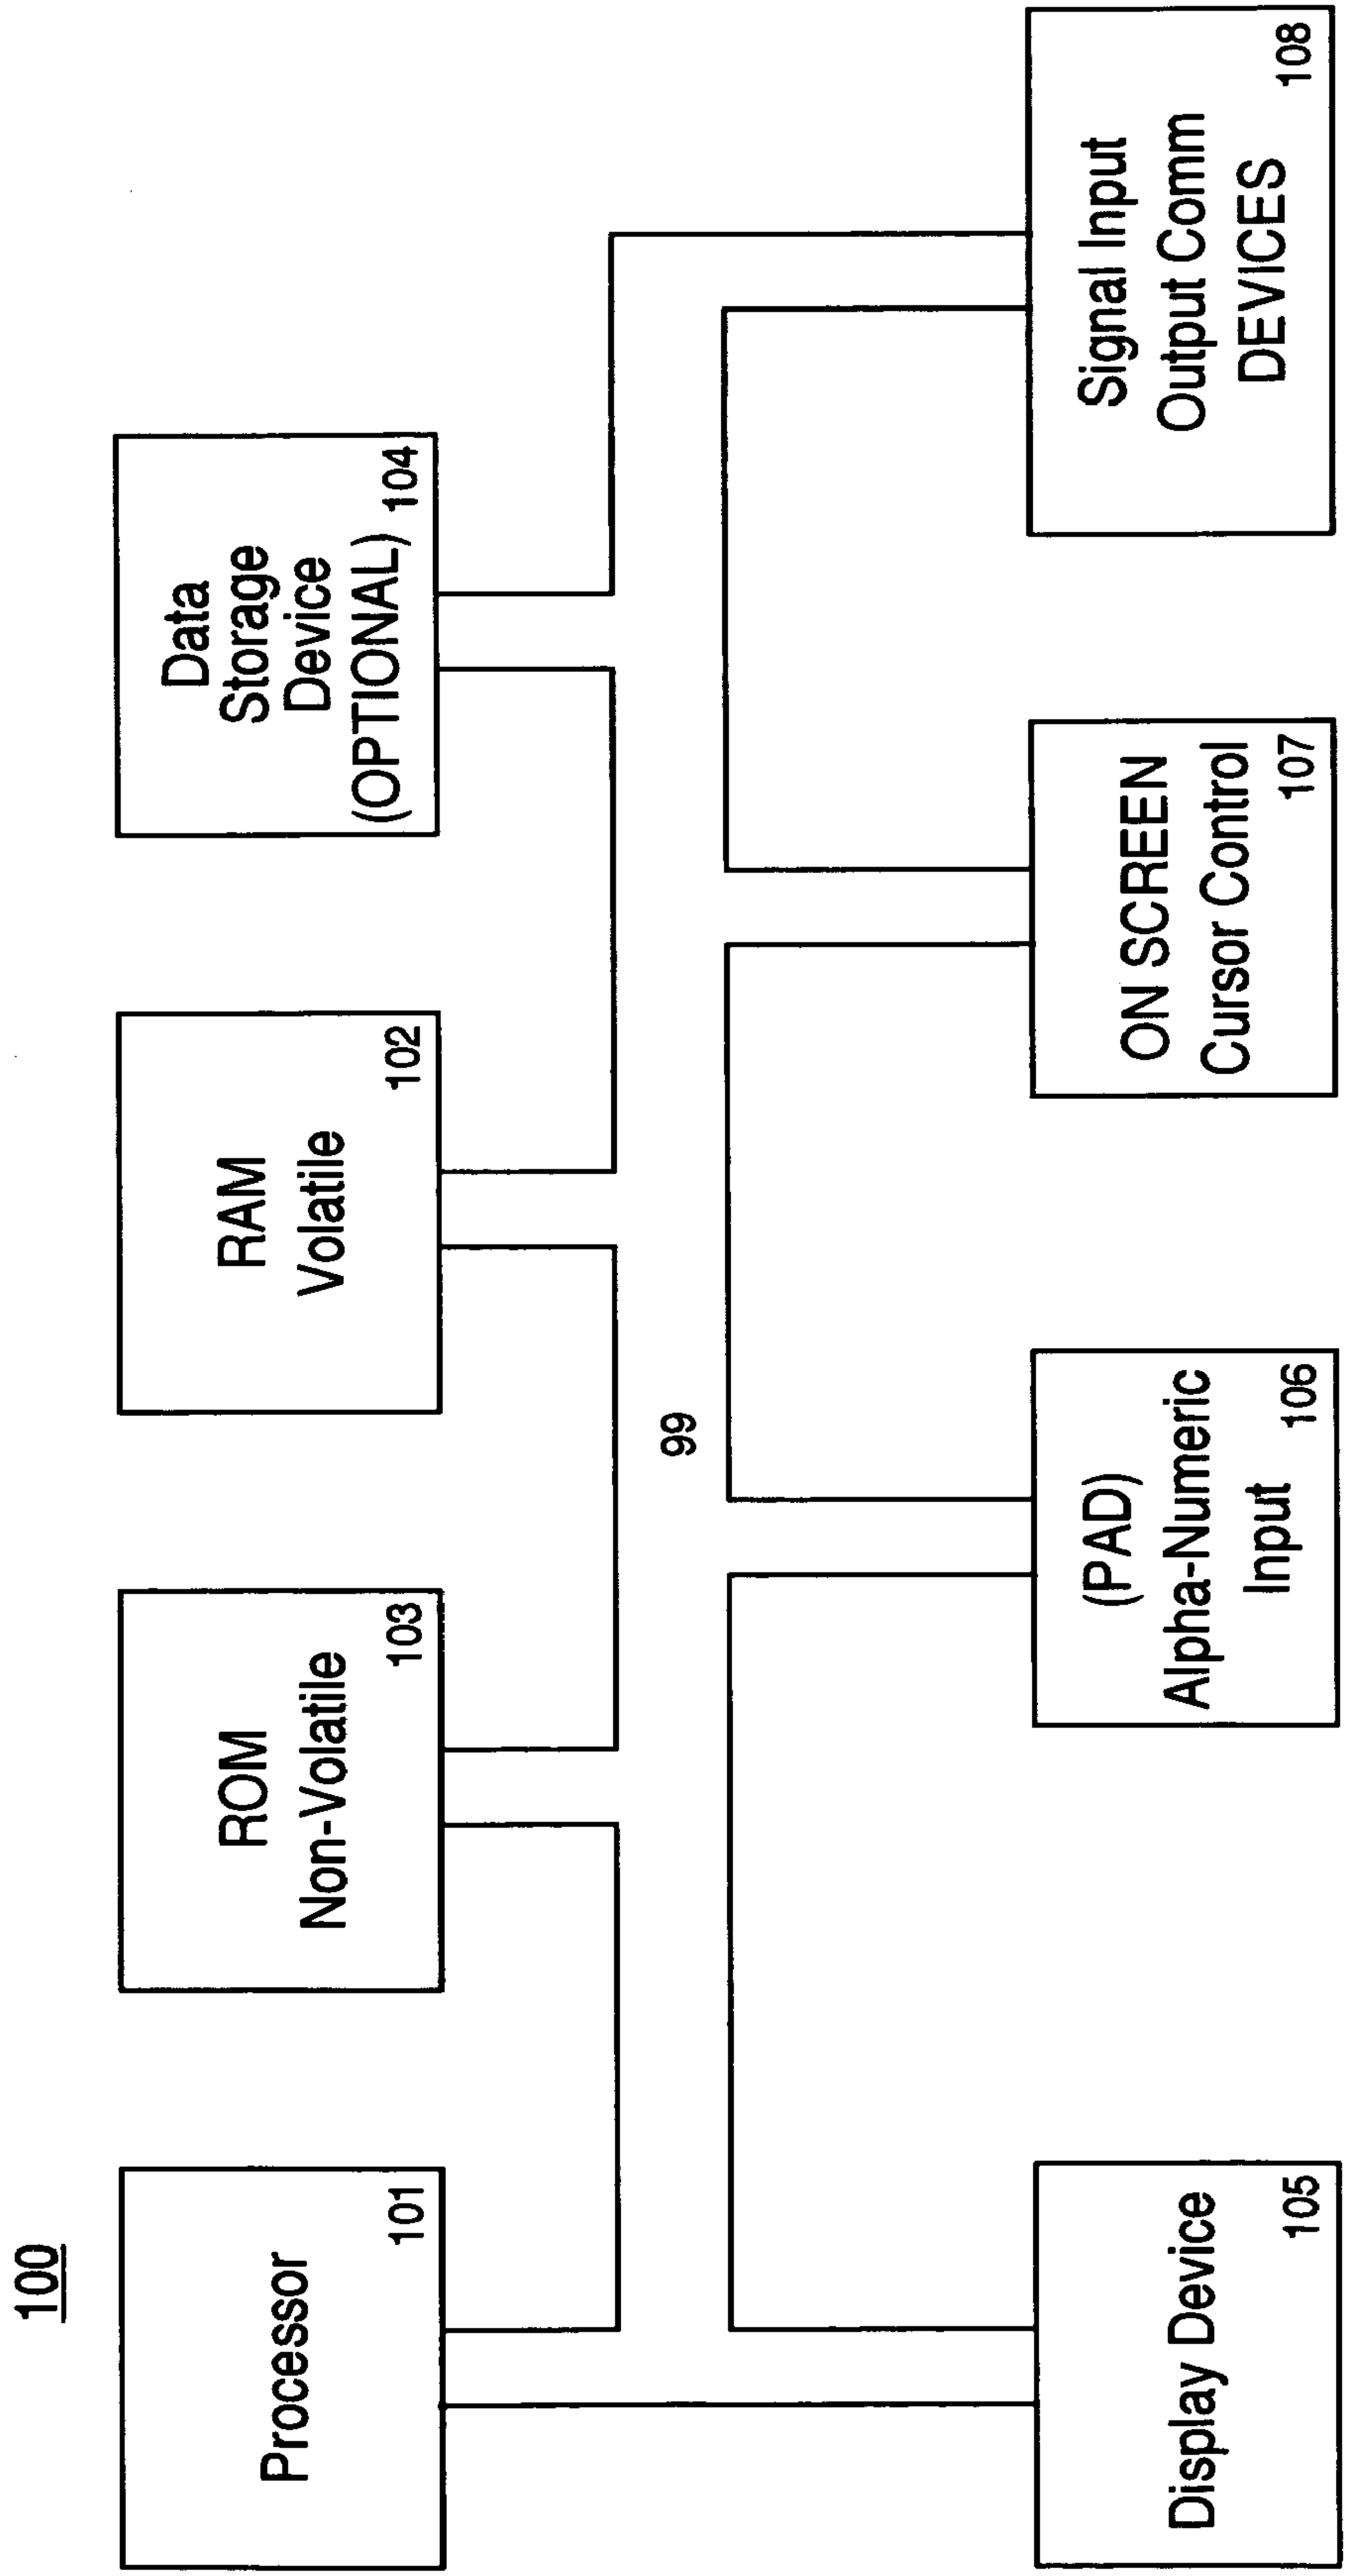 100
Processor
101
ROM
Non-Volatile
103
RAM
Volatile
102
Data
Storage
Device
(OPTIONAL)
104
99
Display Device
105
(PAD)
Alpha-Numeric
Input
106
ON SCREEN
Cursor Control
107
Signal Input
Output Comm
DEVICES
108